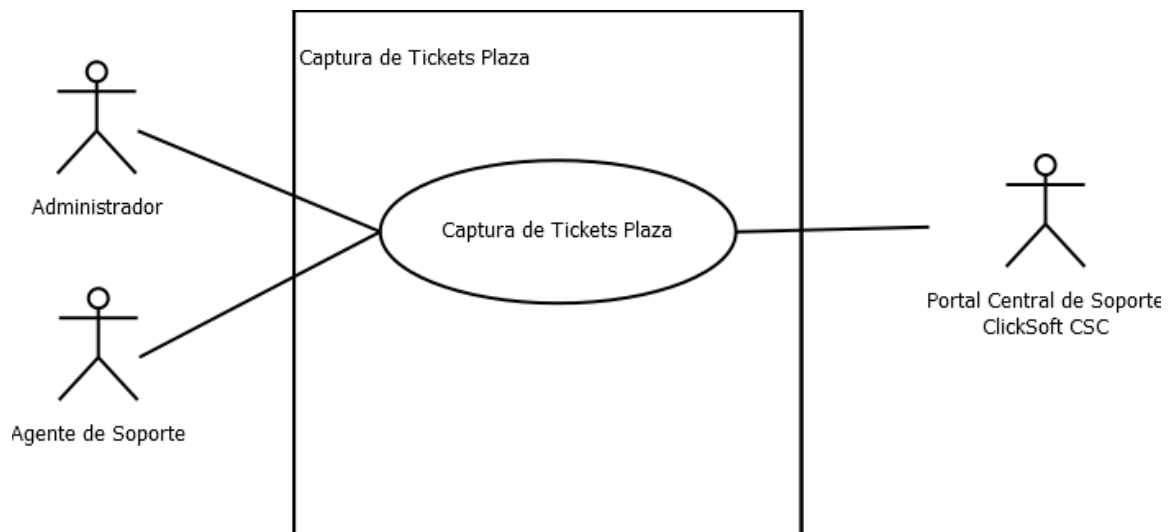 Captura de Tickets Plaza
Administrador
Captura de Tickets Plaza
Agente de Soporte
Portal Central de Soporte
ClickSoft CSC